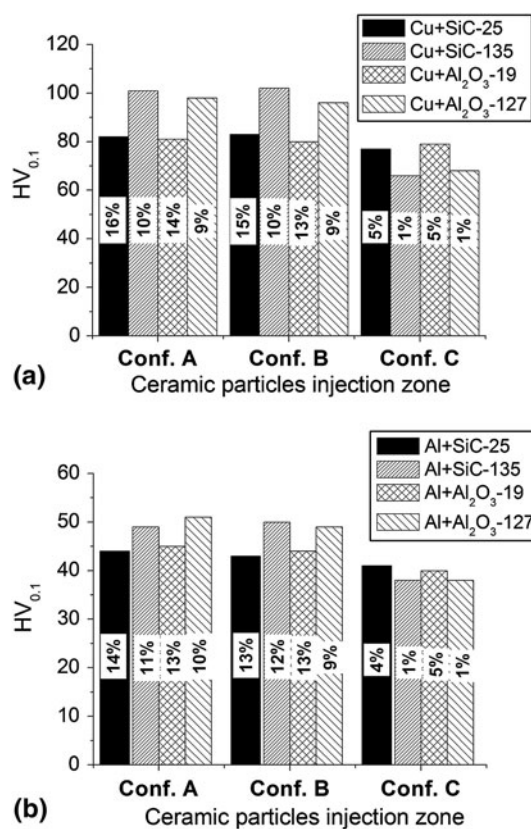 120
100
80
60
40
20
0
HV0.1
Cu+SiC-25
Cu+SiC-135
Cu+Al2O3-19
Cu+Al2O3-127
16% 10% 14% 9% 15% 10% 13% 9% 5% 1% 5% 1%
Conf. A Conf. B Conf. C
(a) Ceramic particles injection zone
60
50
40
30
20
10
0
HV0.1
Al+SiC-25
Al+SiC-135
Al+Al2O3-19
Al+Al2O3-127
14% 11% 13% 10% 13% 12% 13% 9% 4% 1% 5% 1%
Conf. A Conf. B Conf. C
(b) Ceramic particles injection zone